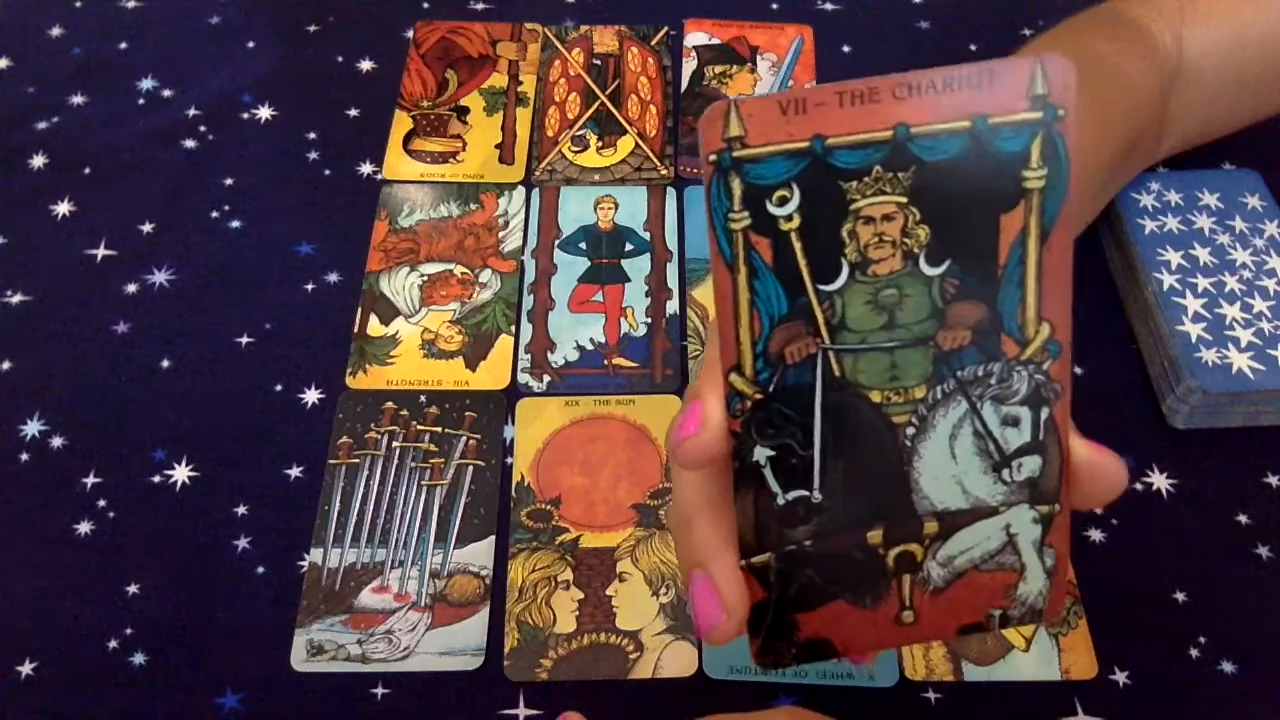 VII – THE CHARIOT
KING OF RODS
X
VIII – STRENGTH
X
XIX – THE SUN
X WHEEL OF FORTUNE